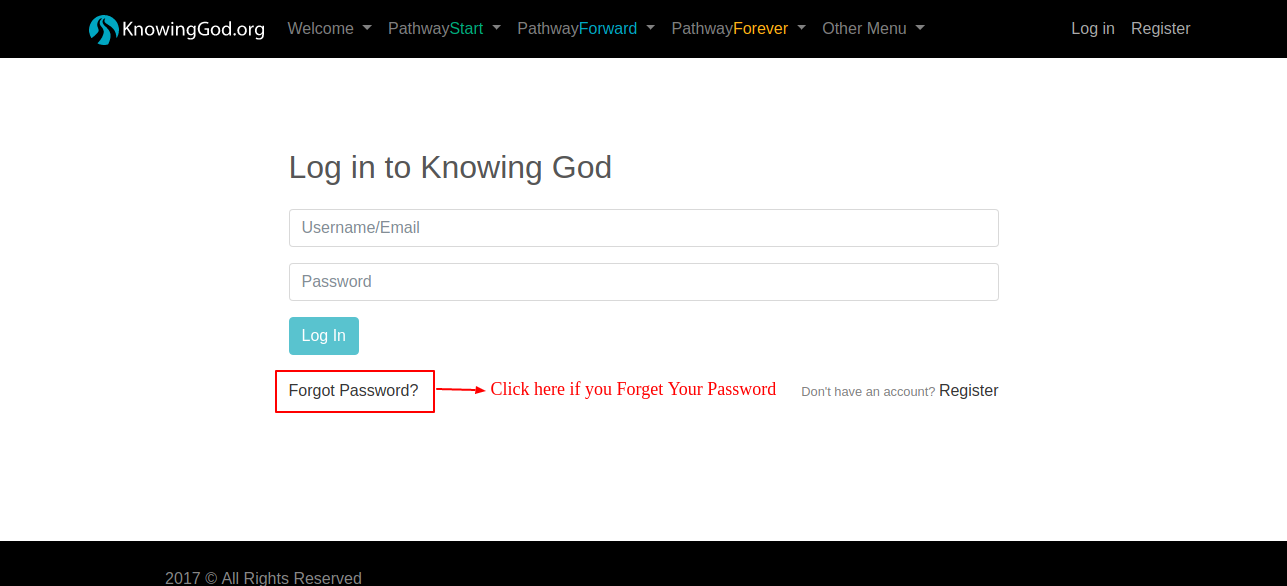 KnowingGod.org Welcome PathwayStart PathwayForward PathwayForever Other Menu Log in Register
Log in to Knowing God
Username/Email
Password
Log In
Forgot Password? Click here if you Forget Your Password Don't have an account? Register
2017 © All Rights Reserved